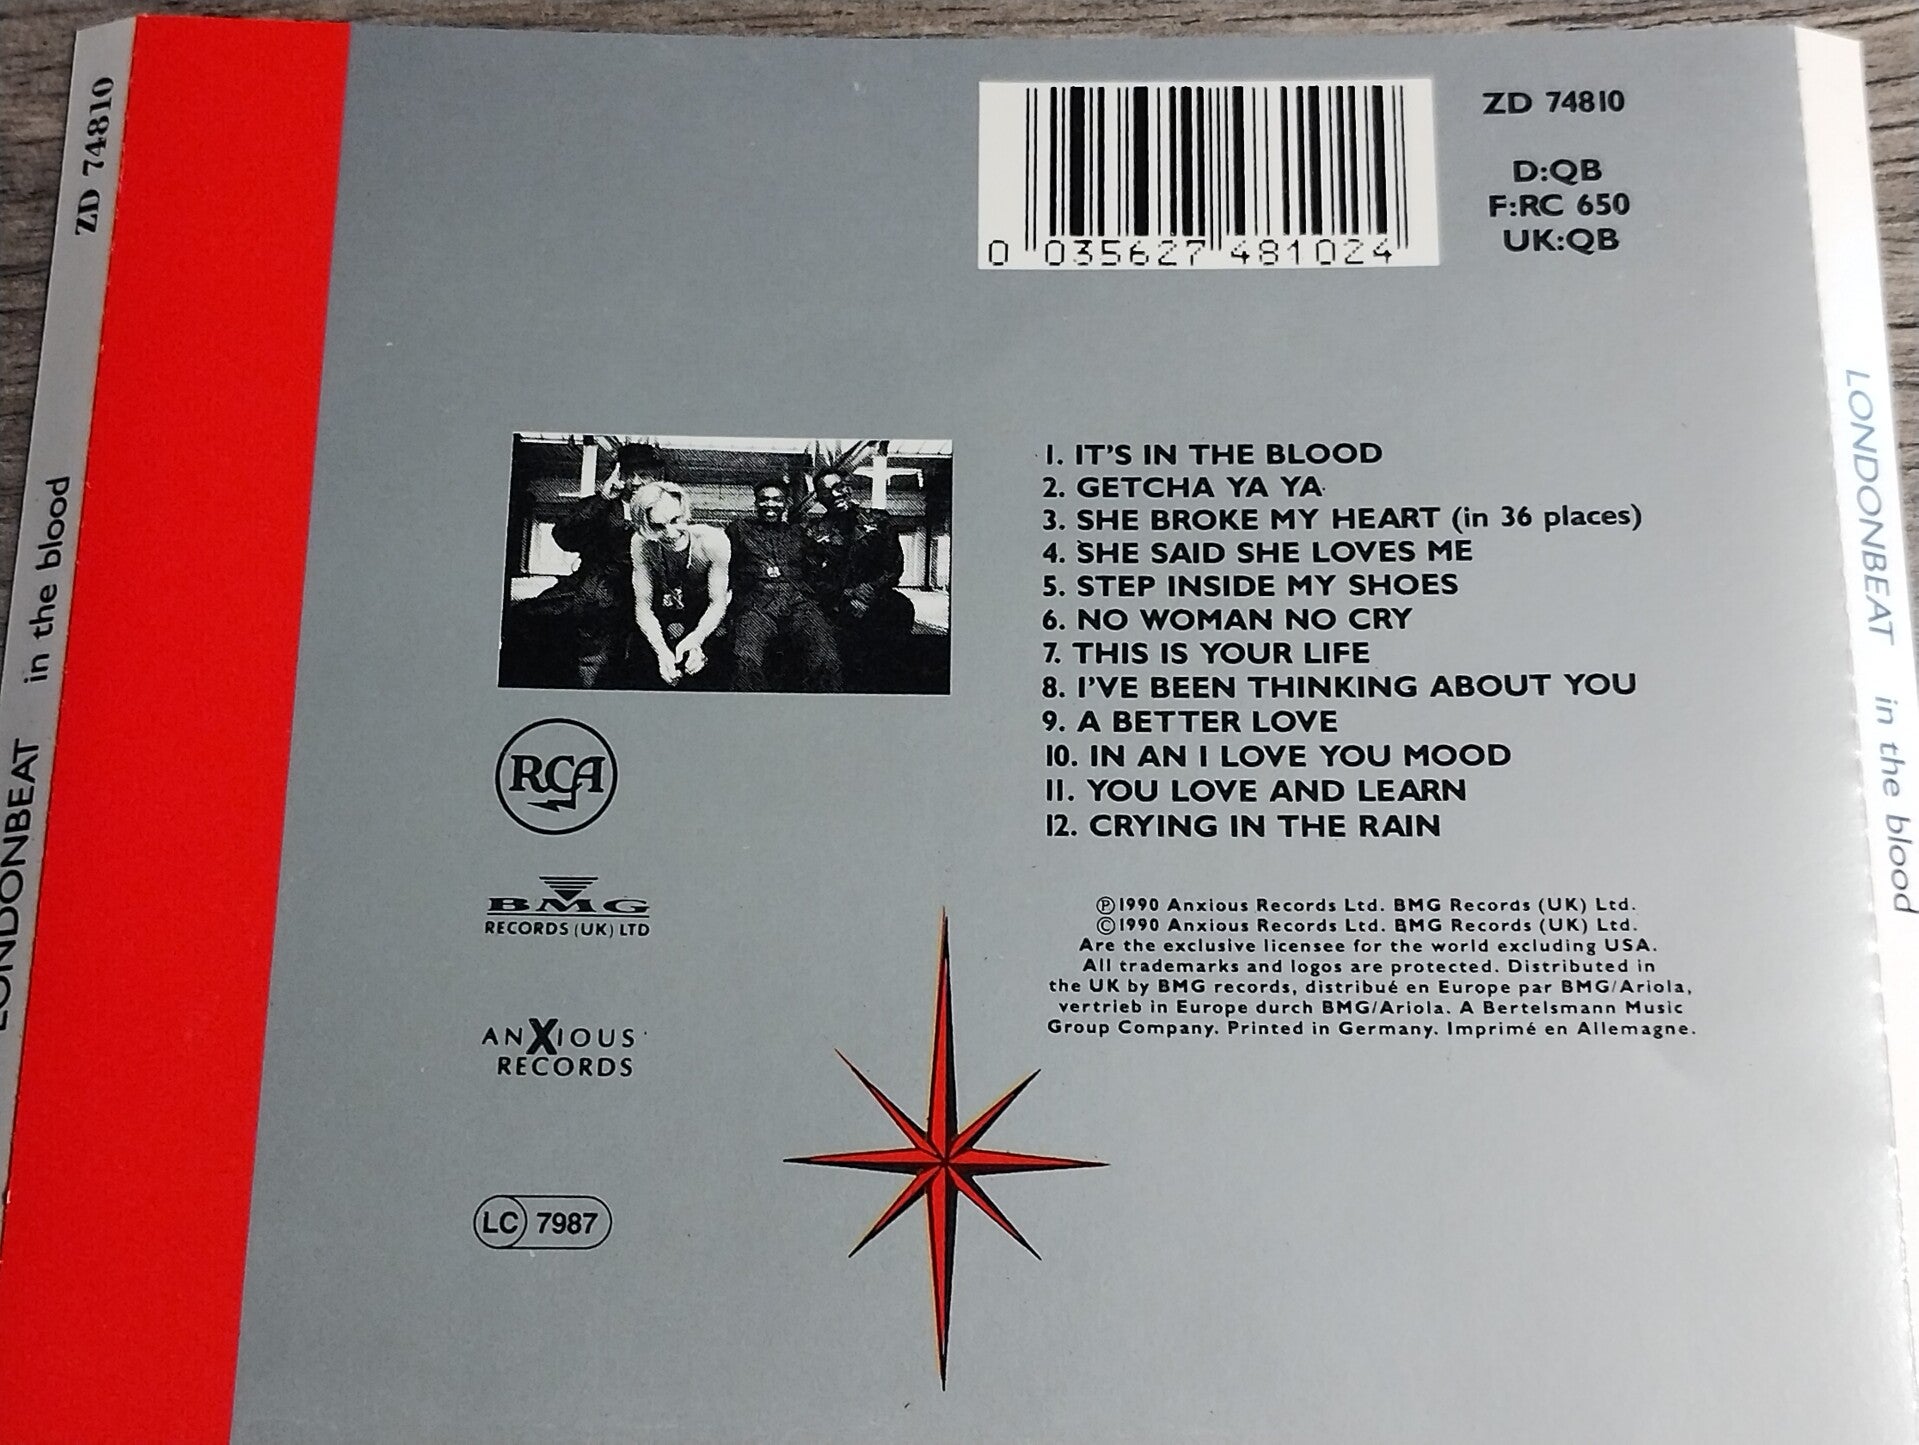 ZD 74810
in the blood
LONDONBEAT
0 035627 481024
ZD 74810
D:QB
F:RC 650
UK:QB
1. IT'S IN THE BLOOD
2. GETCHA YA YA
3. SHE BROKE MY HEART (in 36 places)
4. SHE SAID SHE LOVES ME
5. STEP INSIDE MY SHOES
6. NO WOMAN NO CRY
7. THIS IS YOUR LIFE
8. I'VE BEEN THINKING ABOUT YOU
9. A BETTER LOVE
10. IN AN I LOVE YOU MOOD
11. YOU LOVE AND LEARN
12. CRYING IN THE RAIN
RCA
BMG
RECORDS (UK) LTD
ANXIOUS
RECORDS
LC 7987
℗1990 Anxious Records Ltd. BMG Records (UK) Ltd.
©1990 Anxious Records Ltd. BMG Records (UK) Ltd.
Are the exclusive licensee for the world excluding USA.
All trademarks and logos are protected. Distributed in
the UK by BMG records, distribué en Europe par BMG/Ariola,
vertrieb in Europe durch BMG/Ariola. A Bertelsmann Music
Group Company. Printed in Germany. Imprimé en Allemagne.
LONDONBEAT in the blood